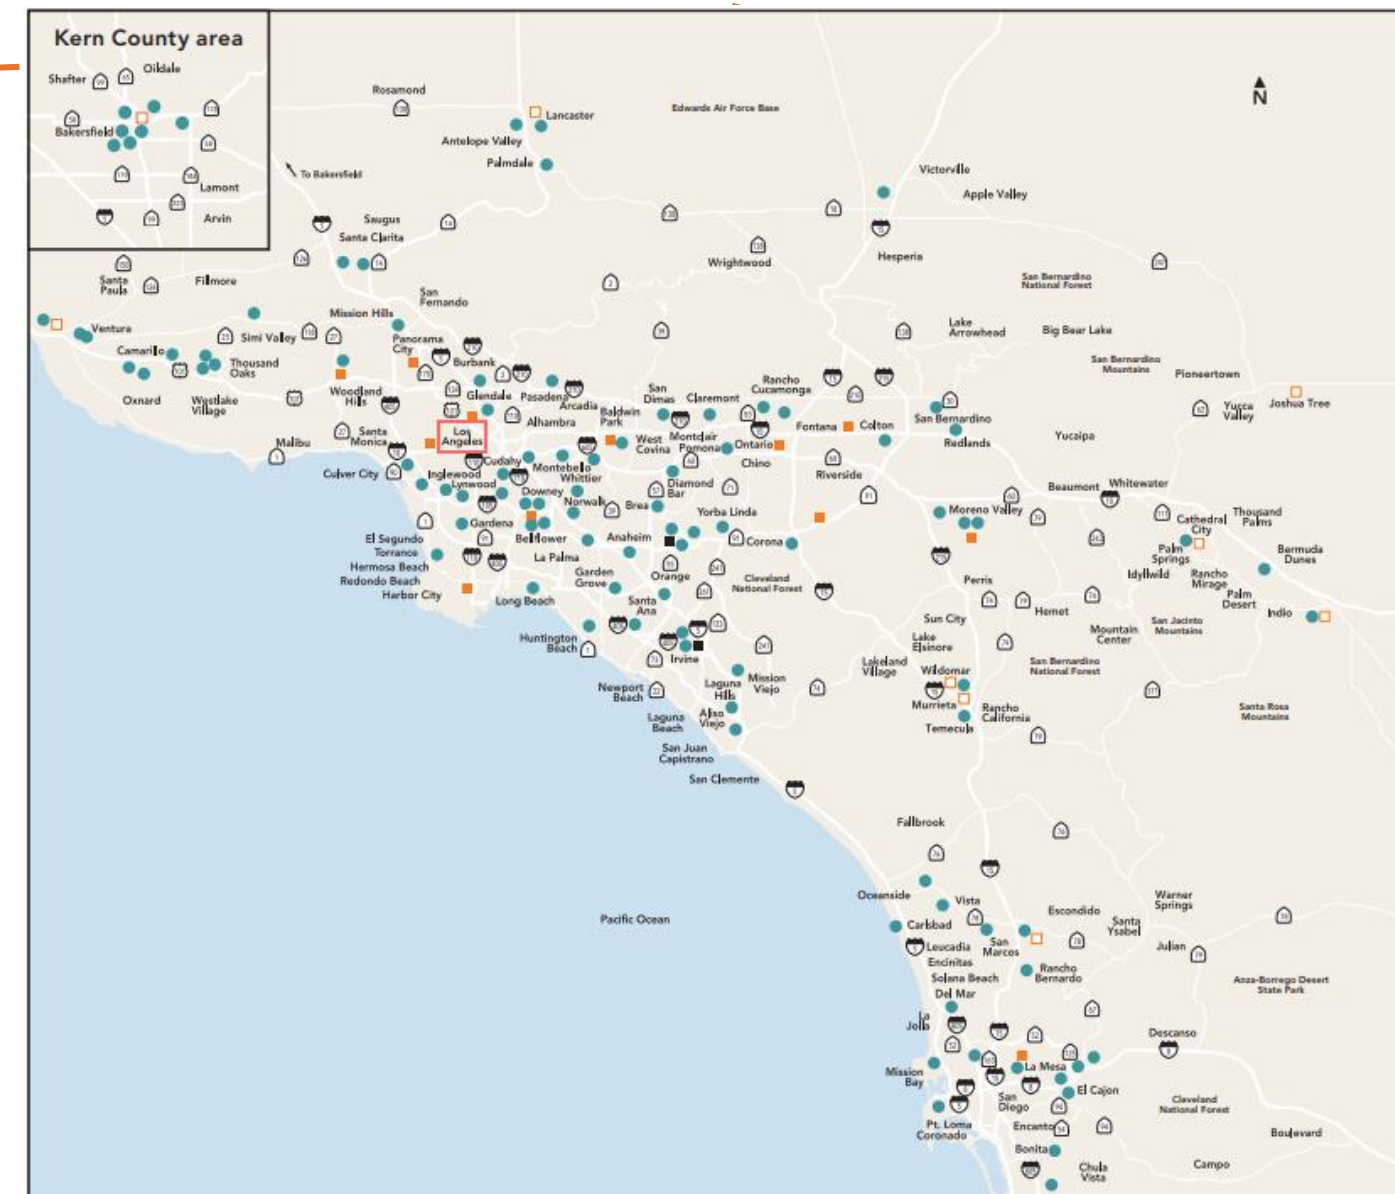 Kern County area
Oildale
Shafter
Bakersfield
Lamont
Arvin
N
Rosamond
Edwards Air Force Base
Lancaster
Antelope Valley
Palmdale
To Bakersfield
Victorville
Apple Valley
Saugus
Santa Clarita
Hesperia
Wrightwood
Santa
Paula
Fillmore
San Bernardino
National Forest
San
Fernando
Mission Hills
Ventura
Simi Valley
Panorama
City
Lake
Arrowhead
Big Bear Lake
Camarillo
Thousand
Oaks
Burbank
San Bernardino
Mountains
Pioneertown
Oxnard
Westlake
Village
Woodland
Hills
Glendale
Pasadena
Arcadia
San
Dimas
Claremont
Rancho
Cucamonga
Yucca
Valley
Joshua Tree
Baldwin
Park
Alhambra
Santa
Monica
Los
Angeles
West
Covina
Montclair
Pomona
Ontario
Fontana
Colton
San Bernardino
Redlands
Yucaipa
Malibu
Culver City
Cudahy
Montebello
Whittier
Chino
Riverside
Inglewood
Lynwood
Downey
Norwalk
Diamond
Bar
Brea
Beaumont
Whitewater
Gardena
Bellflower
Anaheim
Yorba Linda
Corona
Moreno Valley
Cathedral
City
Thousand
Palms
El Segundo
Torrance
Hermosa Beach
Redondo Beach
Harbor City
La Palma
Garden
Grove
Orange
Cleveland
National Forest
Perris
Palm
Springs
Idyllwild
Rancho
Mirage
Palm
Desert
Bermuda
Dunes
Indio
Long Beach
Santa
Ana
Sun City
Hemet
Mountain
Center
San Jacinto
Mountains
Huntington
Beach
Irvine
Lake
Elsinore
Lakeland
Village
Wildomar
San Bernardino
National Forest
Newport
Beach
Laguna
Hills
Mission
Viejo
Murrieta
Rancho
California
Temecula
Santa Rosa
Mountains
Laguna
Beach
Aliso
Viejo
San Juan
Capistrano
San Clemente
Fallbrook
Pacific Ocean
Oceanside
Vista
Carlsbad
Escondido
Warner
Springs
Santa
Ysabel
Leucadia
Encinitas
San
Marcos
Julian
Solana Beach
Rancho
Bernardo
Anza-Borrego Desert
State Park
Del Mar
La
Jolla
Descanso
Mission
Bay
La Mesa
El Cajon
San
Diego
Cleveland
National Forest
Pt. Loma
Coronado
Encanto
Boulevard
Bonita
Chula
Vista
Campo